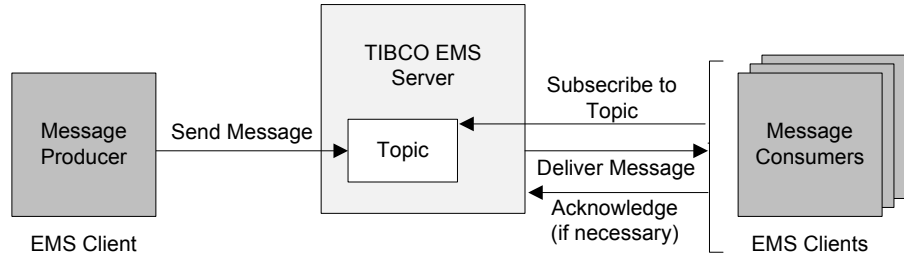 TIBCO EMS
Server
Message
Producer
Send Message
Topic
Subsecribe to
Topic
Deliver Message
Acknowledge
(if necessary)
Message
Consumers
EMS Client
EMS Clients